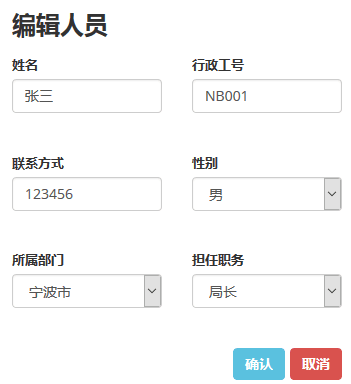 编辑人员
姓名 行政工号
张三 NB001
联系方式 性别
123456 男
所属部门 担任职务
宁波市 局长
确认 取消